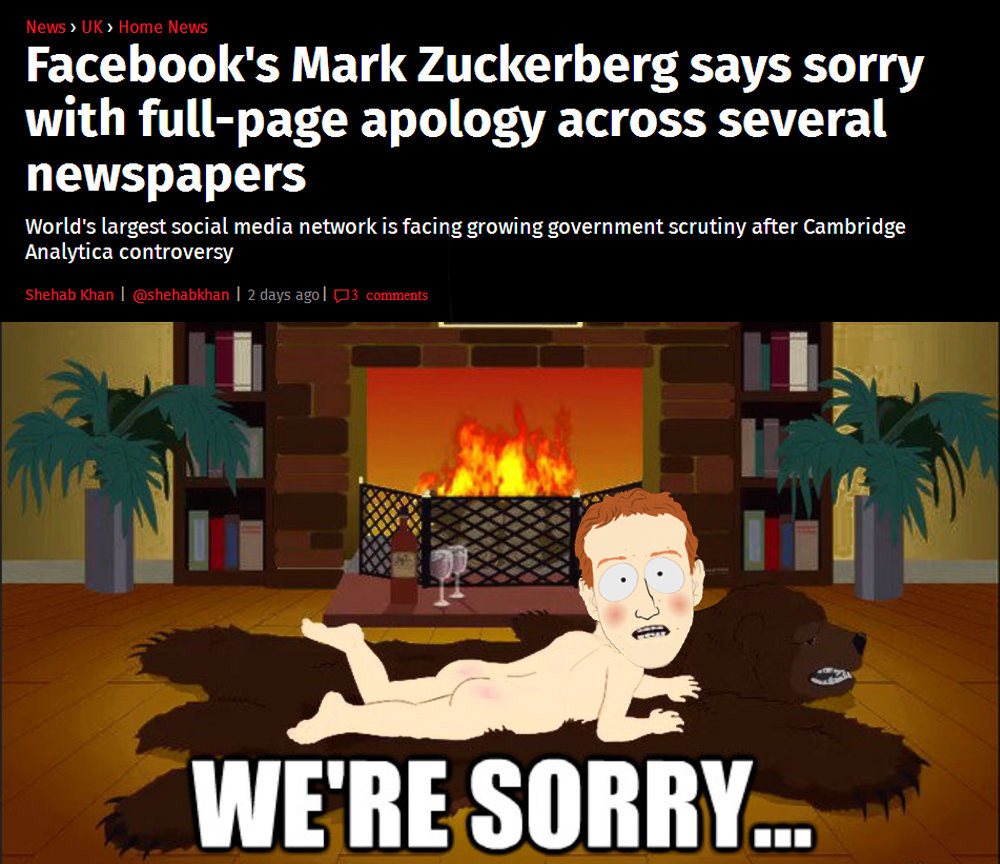 News › UK › Home News
Facebook's Mark Zuckerberg says sorry
with full-page apology across several
newspapers
World's largest social media network is facing growing government scrutiny after Cambridge
Analytica controversy
Shehab Khan | @shehabkhan | 2 days ago | 3 comments
WE'RE SORRY...